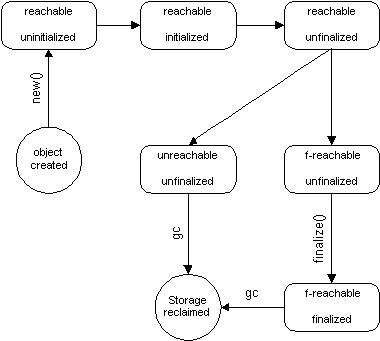 reachable
uninitialized
reachable
initialized
reachable
unfinalized
new()
object
created
unreachable
unfinalized
f-reachable
unfinalized
gc
finalize()
Storage
reclaimed
gc
f-reachable
finalized